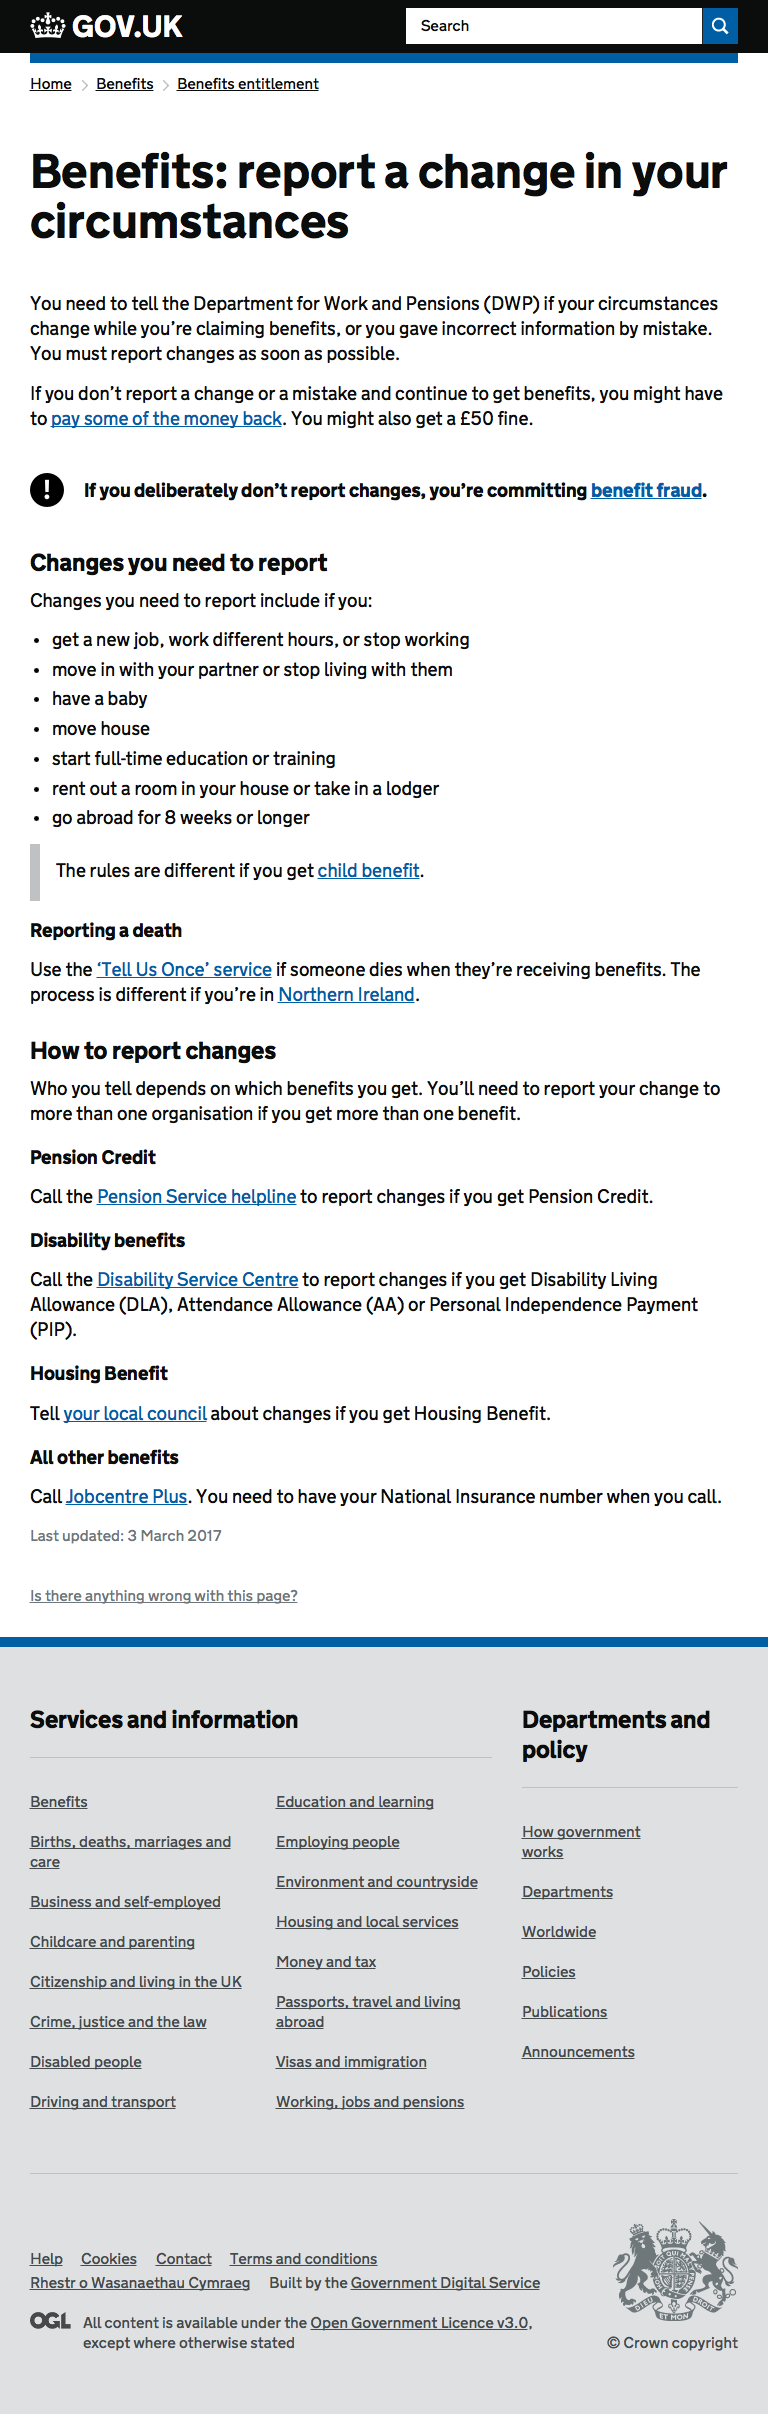 GOV.UK
Search
Home
Benefits
Benefits entitlement
Benefits: report a change in your
circumstances
You need to tell the Department for Work and Pensions (DWP) if your circumstances
change while you’re claiming benefits, or you gave incorrect information by mistake.
You must report changes as soon as possible.
If you don’t report a change or a mistake and continue to get benefits, you might have
to pay some of the money back. You might also get a £50 fine.
If you deliberately don’t report changes, you’re committing benefit fraud.
Changes you need to report
Changes you need to report include if you:
• get a new job, work different hours, or stop working
• move in with your partner or stop living with them
• have a baby
• move house
• start full-time education or training
• rent out a room in your house or take in a lodger
• go abroad for 8 weeks or longer
The rules are different if you get child benefit.
Reporting a death
Use the ‘Tell Us Once’ service if someone dies when they’re receiving benefits. The
process is different if you’re in Northern Ireland.
How to report changes
Who you tell depends on which benefits you get. You’ll need to report your change to
more than one organisation if you get more than one benefit.
Pension Credit
Call the Pension Service helpline to report changes if you get Pension Credit.
Disability benefits
Call the Disability Service Centre to report changes if you get Disability Living
Allowance (DLA), Attendance Allowance (AA) or Personal Independence Payment
(PIP).
Housing Benefit
Tell your local council about changes if you get Housing Benefit.
All other benefits
Call Jobcentre Plus. You need to have your National Insurance number when you call.
Last updated: 3 March 2017
Is there anything wrong with this page?
Services and information
Benefits
Births, deaths, marriages and
care
Business and self-employed
Childcare and parenting
Citizenship and living in the UK
Crime, justice and the law
Disabled people
Driving and transport
Education and learning
Employing people
Environment and countryside
Housing and local services
Money and tax
Passports, travel and living
abroad
Visas and immigration
Working, jobs and pensions
Departments and
policy
How government
works
Departments
Worldwide
Policies
Publications
Announcements
Help Cookies Contact Terms and conditions
Rhestr o Wasanaethau Cymraeg Built by the Government Digital Service
OGL
All content is available under the Open Government Licence v3.0,
except where otherwise stated
DIEU ET MON DROIT
© Crown copyright